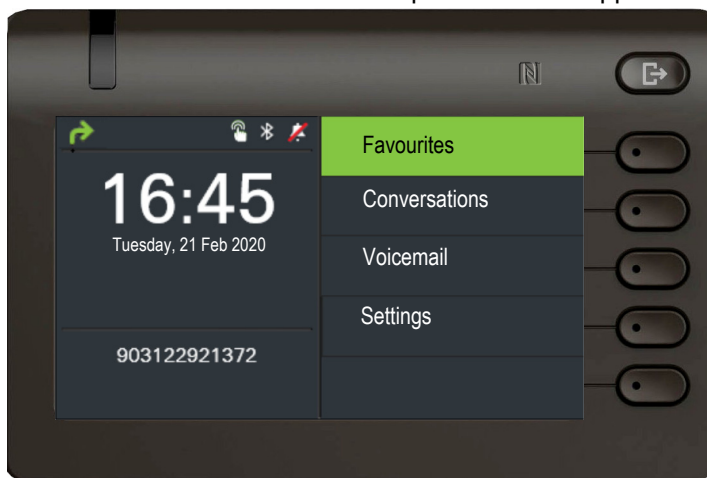 16:45
Tuesday, 21 Feb 2020
903122921372
Favourites
Conversations
Voicemail
Settings